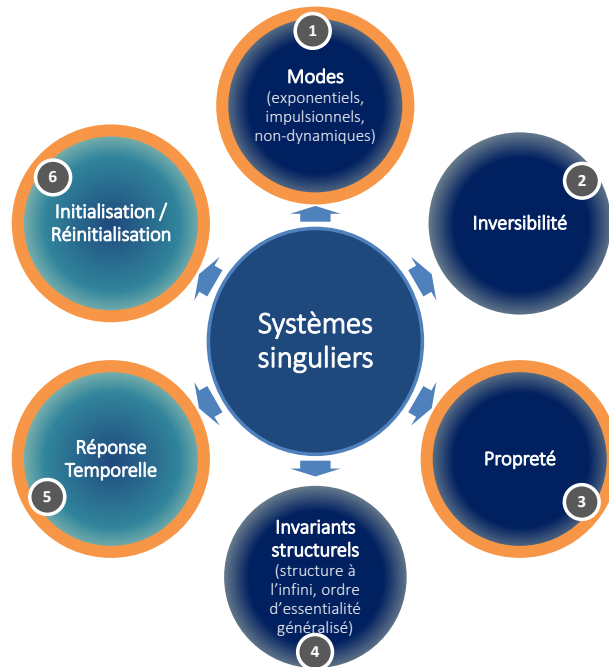 1
Modes
(exponentiels,
impulsionnels,
non-dynamiques)
2
Inversibilité
Propreté
3
Invariants
structurels
(structure à
l'infini, ordre
d'essentialité
généralisé)
4
Réponse
Temporelle
5
6
Initialisation /
Réinitialisation
Systèmes
singuliers